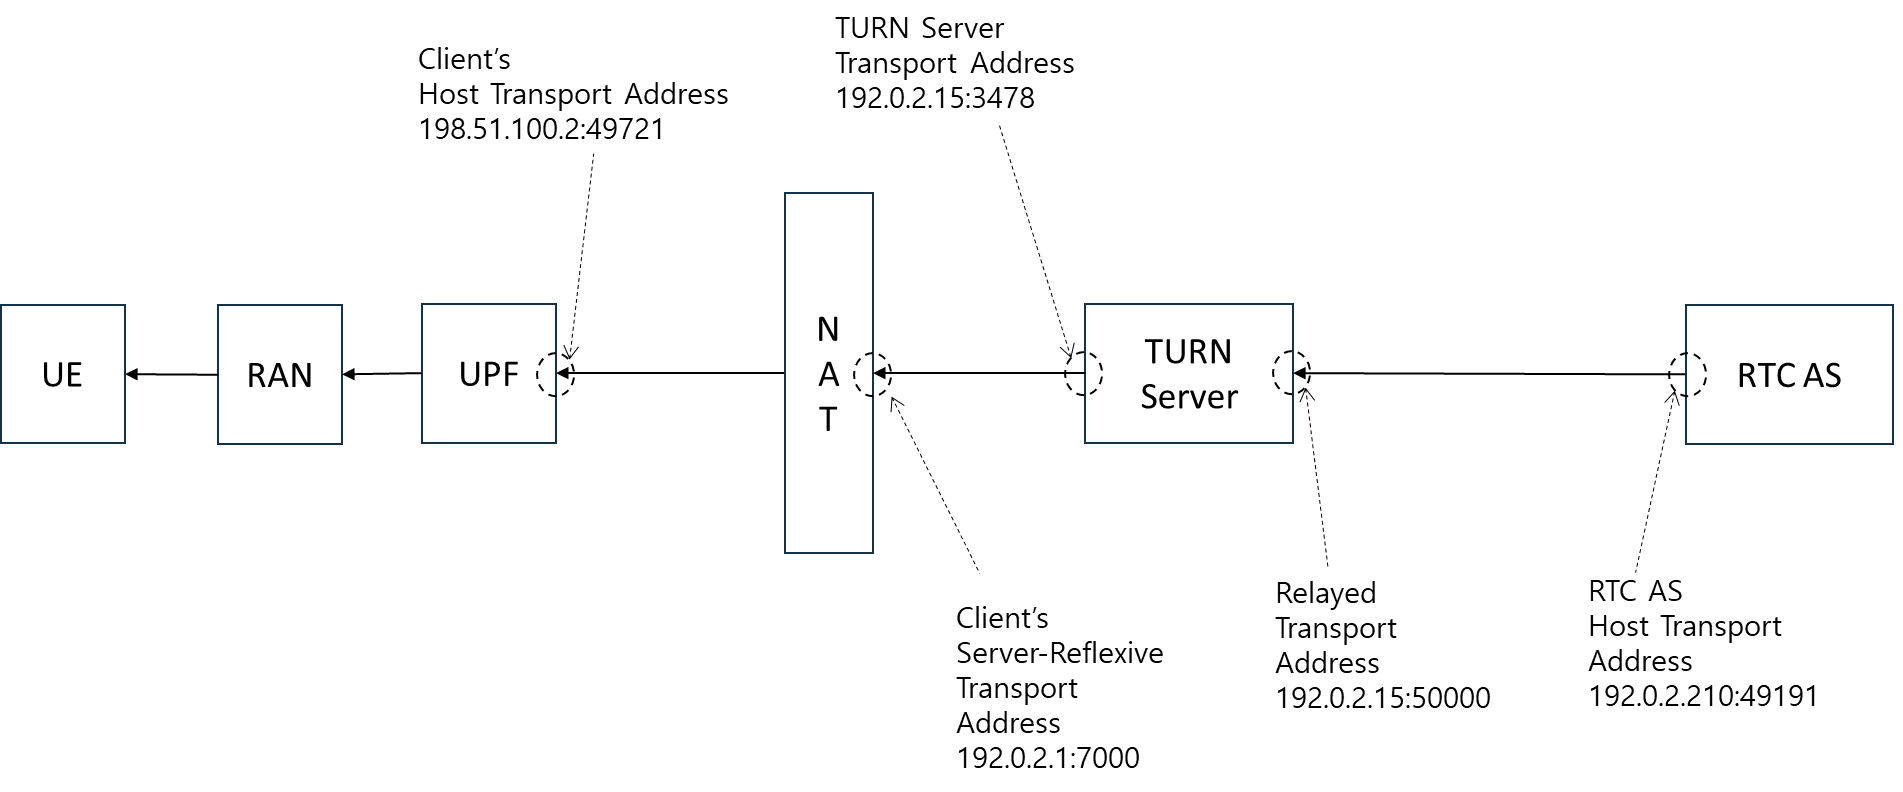 TURN Server
Transport Address
192.0.2.15:3478
Client’s
Host Transport Address
198.51.100.2:49721
UE
RAN
UPF
N
A
T
TURN
Server
RTC AS
Client’s
Server-Reflexive
Transport
Address
192.0.2.1:7000
Relayed
Transport
Address
192.0.2.15:50000
RTC AS
Host Transport
Address
192.0.2.210:49191